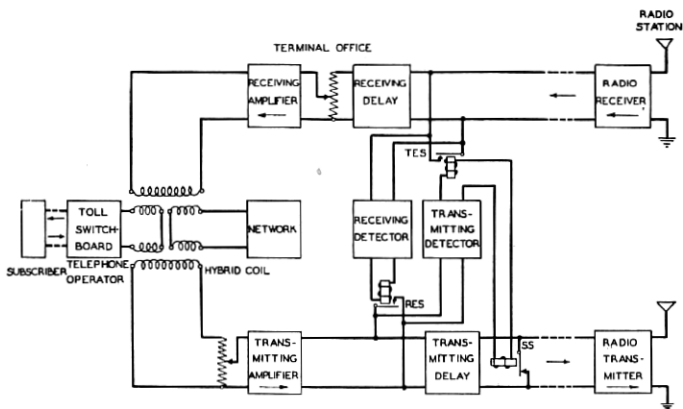 RADIO
STATION
TERMINAL OFFICE
RECEIVING
AMPLIFIER
RECEIVING
DELAY
RADIO
RECEIVER
TES
TOLL
SWITCH-
BOARD
NETWORK
RECEIVING
DETECTOR
TRANS-
MITTING
DETECTOR
SUBSCRIBER
TELEPHONE
OPERATOR
HYBRID COIL
RES
TRANS-
MITTING
AMPLIFIER
TRANS-
MITTING
DELAY
SS
RADIO
TRANS-
MITTER